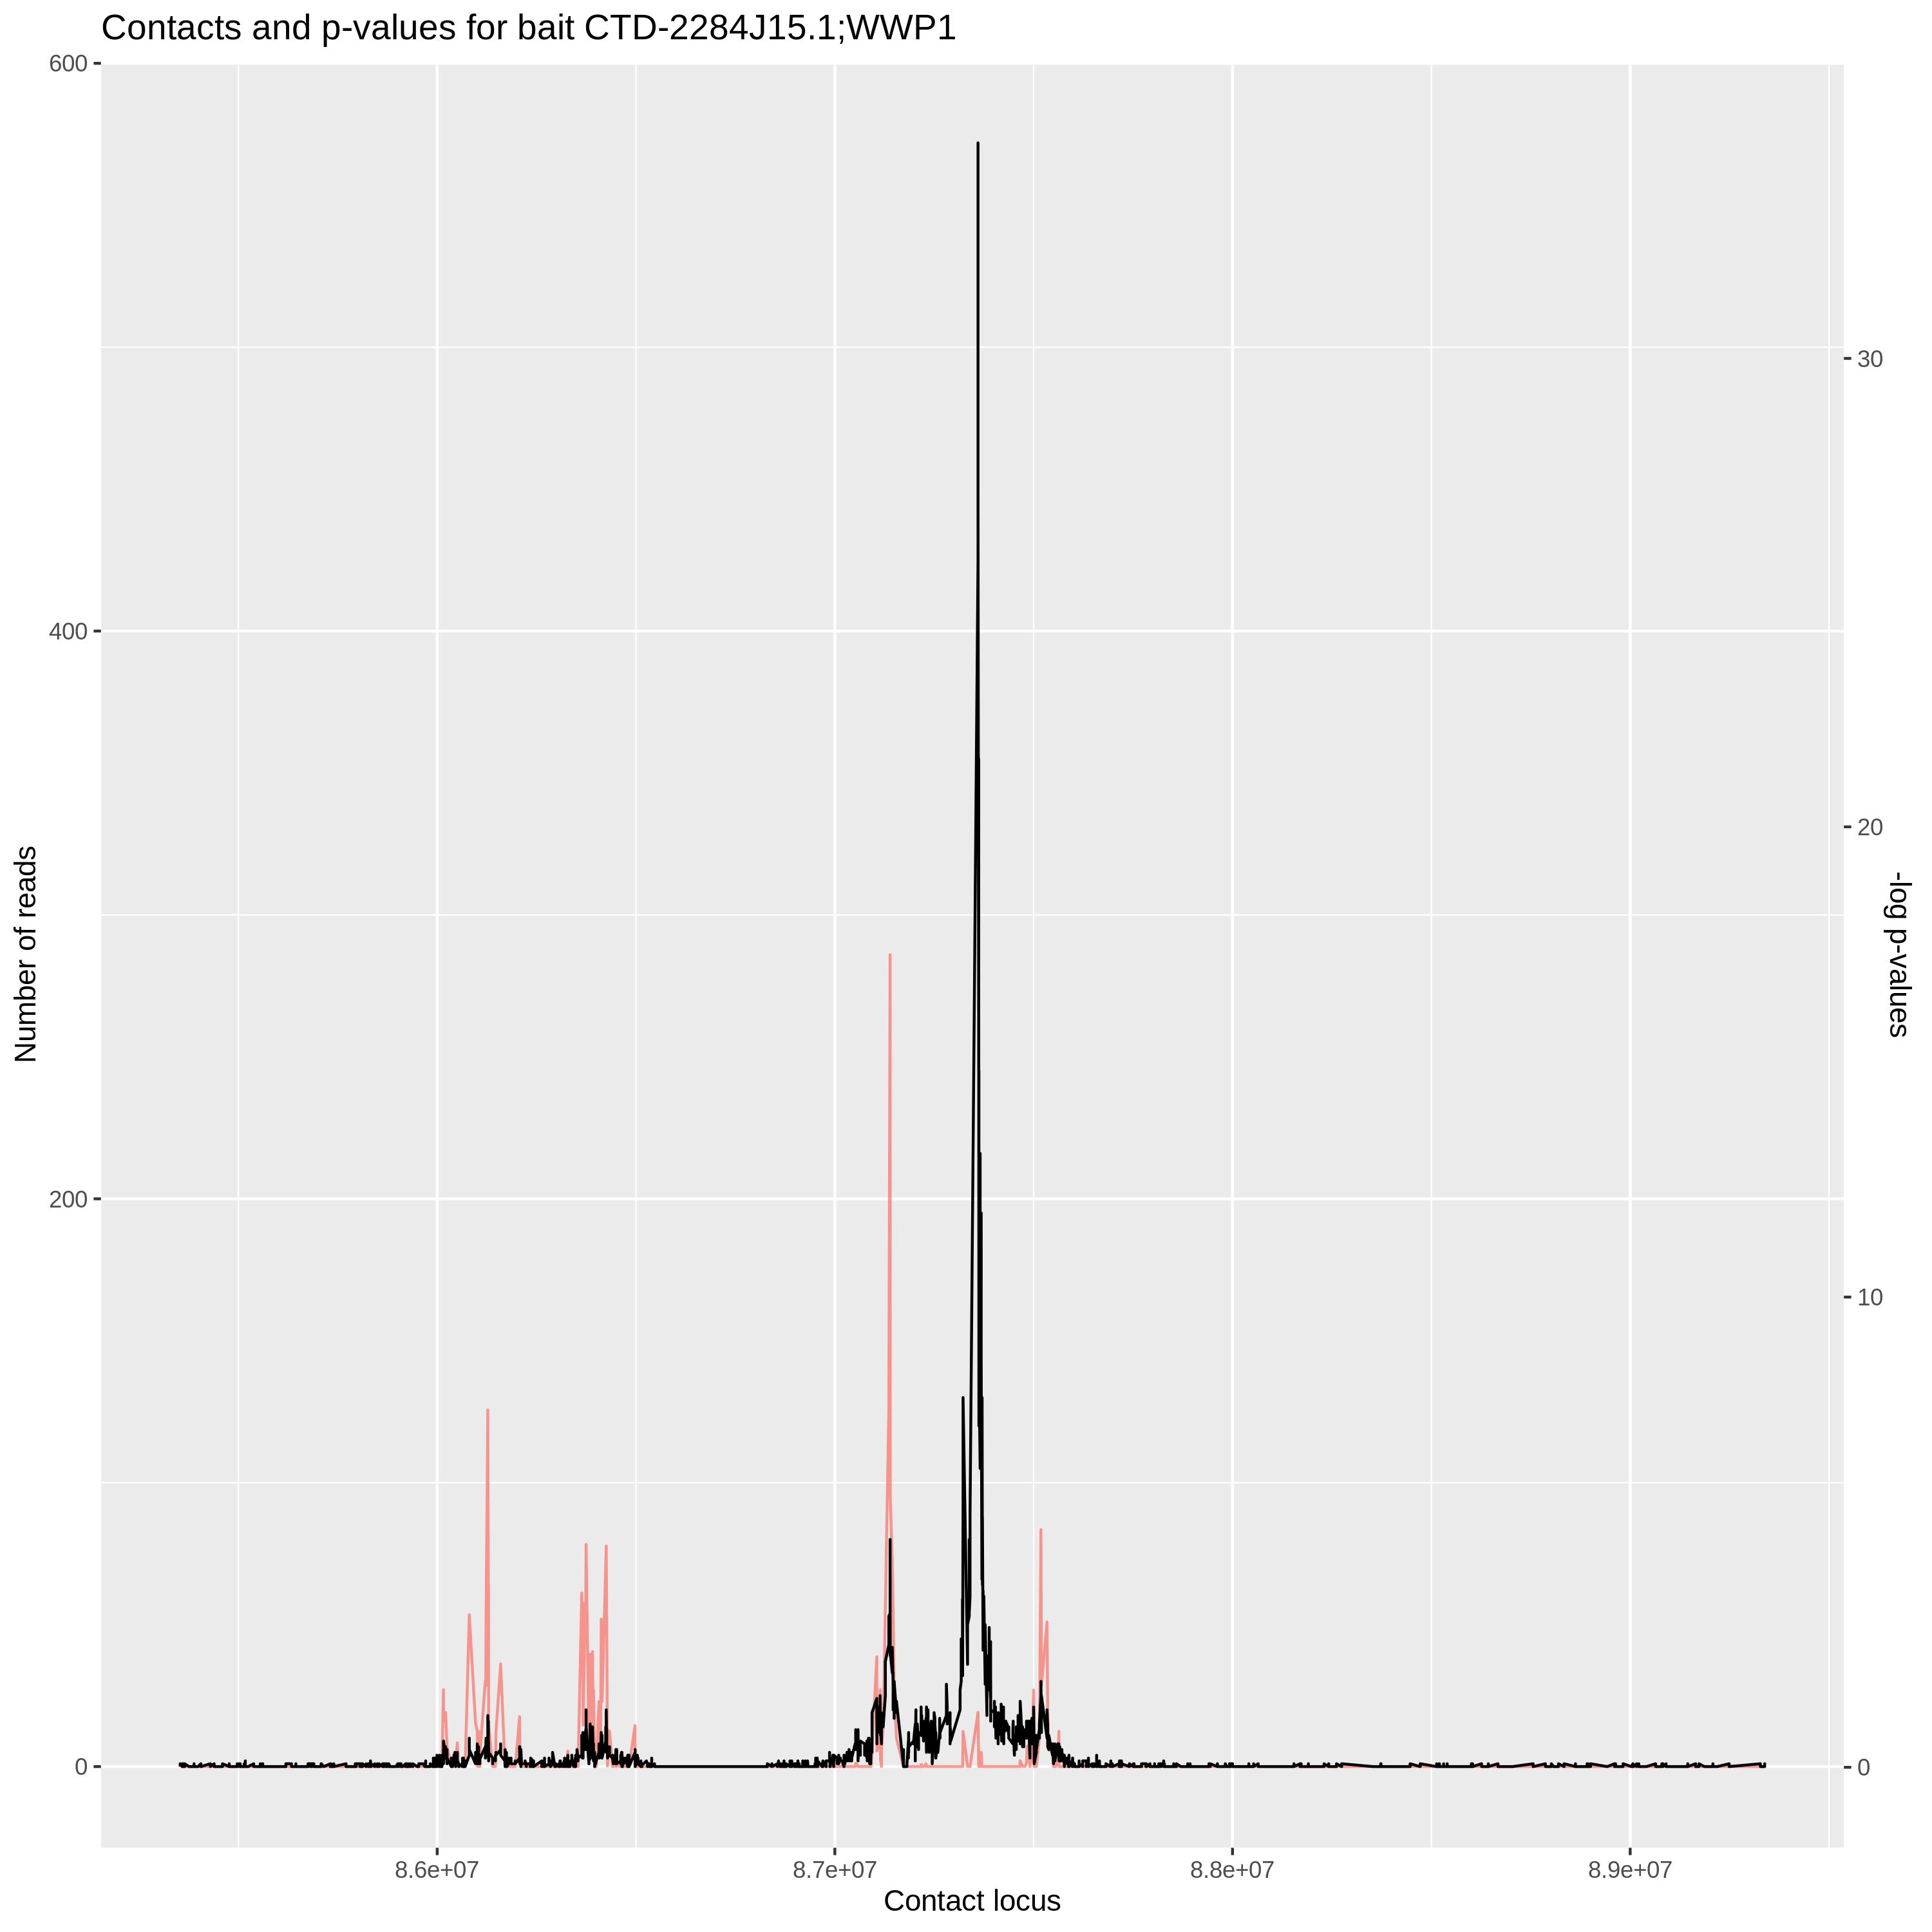 Contacts and p-values for bait CTD-2284J15.1;WWP1
600
400
200
0
30
20
10
0
Number of reads
-log p-values
8.6e+07 8.7e+07 8.8e+07 8.9e+07
Contact locus